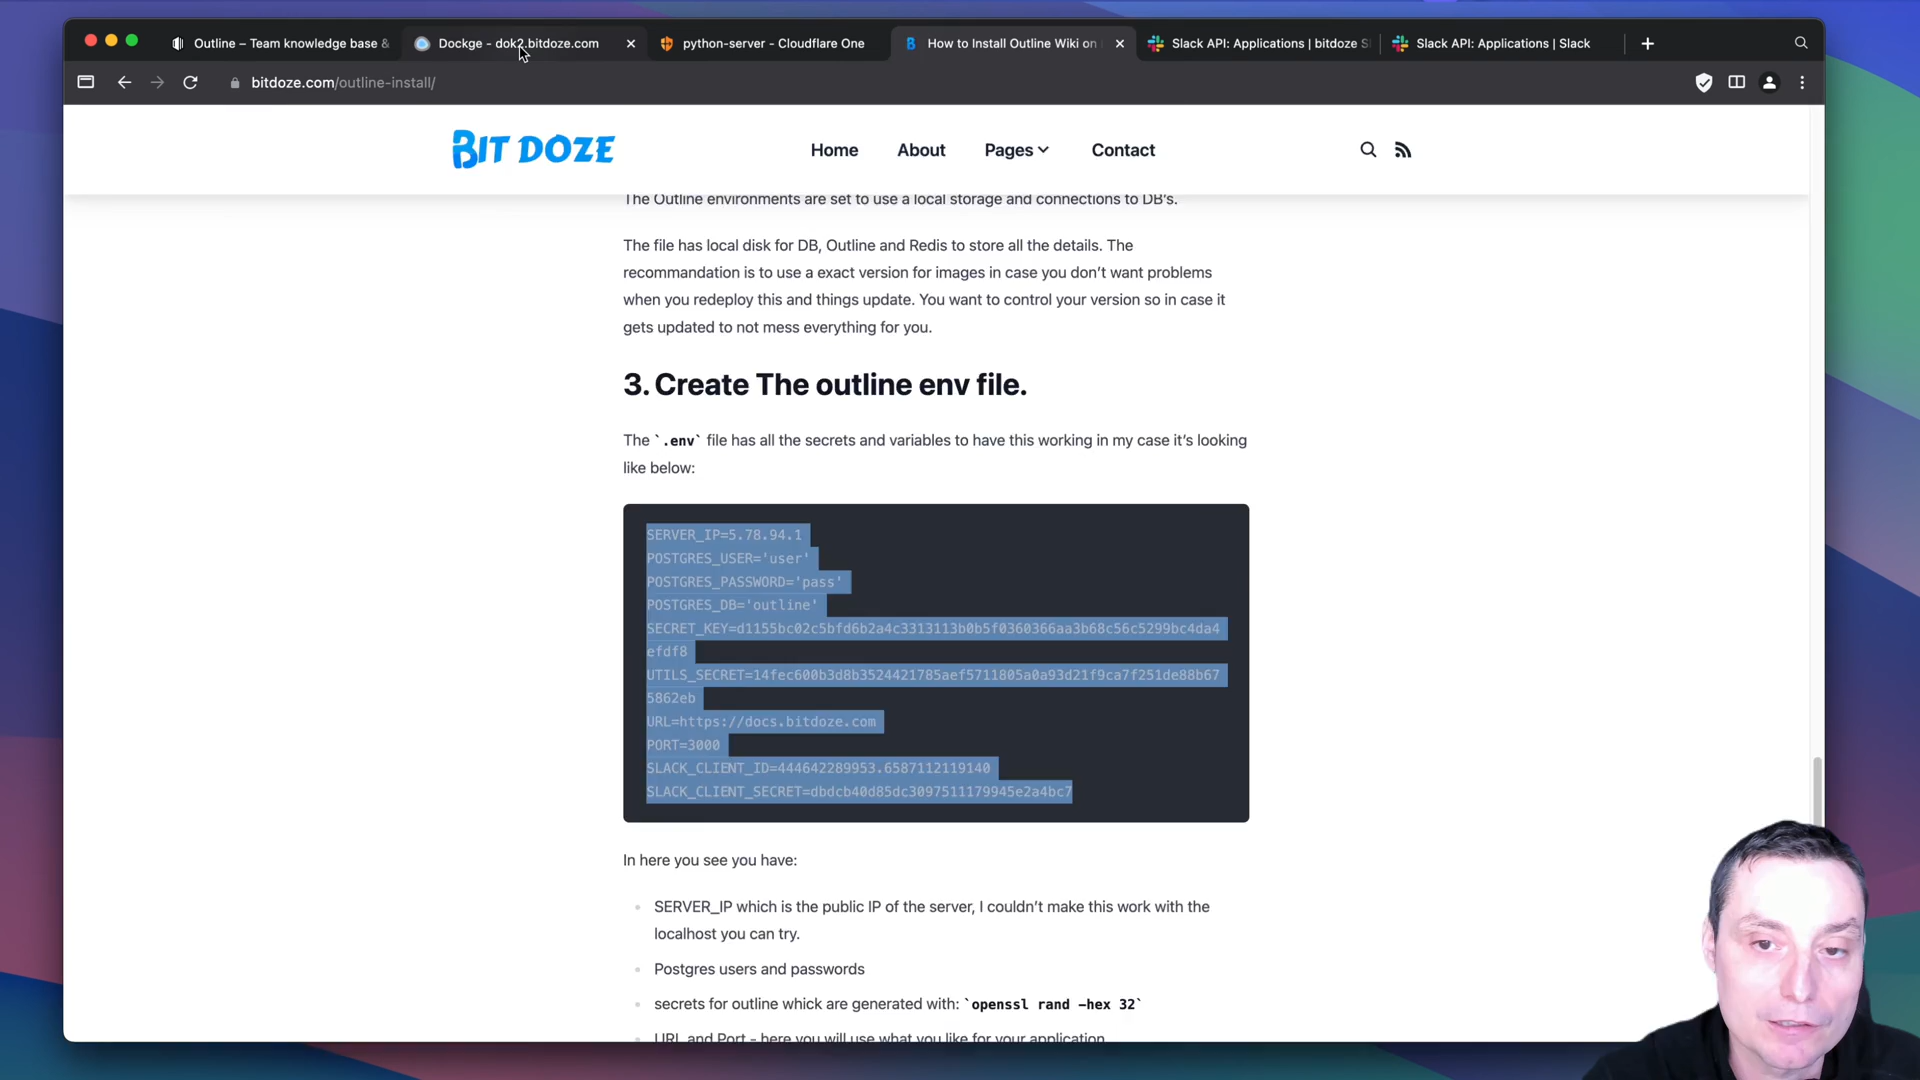 Outline – Team knowledge base &
Dockge - dok2.bitdoze.com
python-server - Cloudflare One
How to Install Outline Wiki on
Slack API: Applications | bitdoze S
Slack API: Applications | Slack
bitdoze.com/outline-install/
BIT DOZE
Home
About
Pages
Contact
The Outline environments are set to use a local storage and connections to DB’s.
The file has local disk for DB, Outline and Redis to store all the details. The
recommandation is to use a exact version for images in case you don’t want problems
when you redeploy this and things update. You want to control your version so in case it
gets updated to not mess everything for you.
3. Create The outline env file.
The `.env` file has all the secrets and variables to have this working in my case it’s looking
like below:
SERVER_IP=5.78.94.1
POSTGRES_USER='user'
POSTGRES_PASSWORD='pass'
POSTGRES_DB='outline'
SECRET_KEY=d1155bc02c5bfd6b2a4c3313113b0b5f0360366aa3b68c56c5299bc4da4
efdf8
UTILS_SECRET=14fec600b3d8b3524421785aef5711805a0a93d21f9ca7f251de88b67
5862eb
URL=https://docs.bitdoze.com
PORT=3000
SLACK_CLIENT_ID=444642289953.6587112119140
SLACK_CLIENT_SECRET=dbdcb40d85dc3097511179945e2a4bc7
In here you see you have:
SERVER_IP which is the public IP of the server, I couldn’t make this work with the
localhost you can try.
Postgres users and passwords
secrets for outline whick are generated with: `openssl rand -hex 32`
URL and Port - here you will use what you like for your application